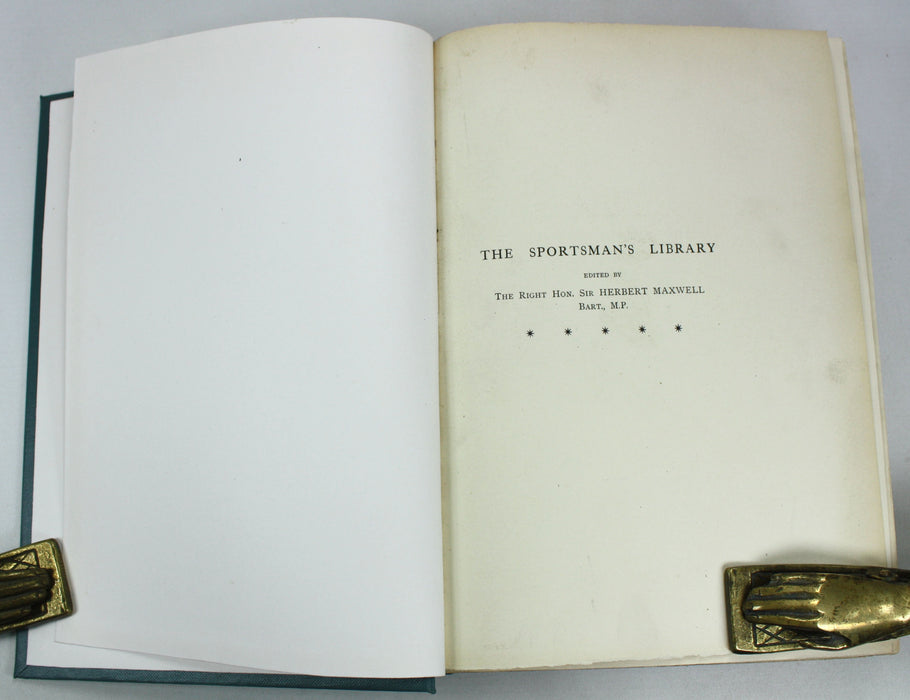 THE SPORTSMAN'S LIBRARY
EDITED BY
THE RIGHT HON. SIR HERBERT MAXWELL
BART., M.P.
* * * * *